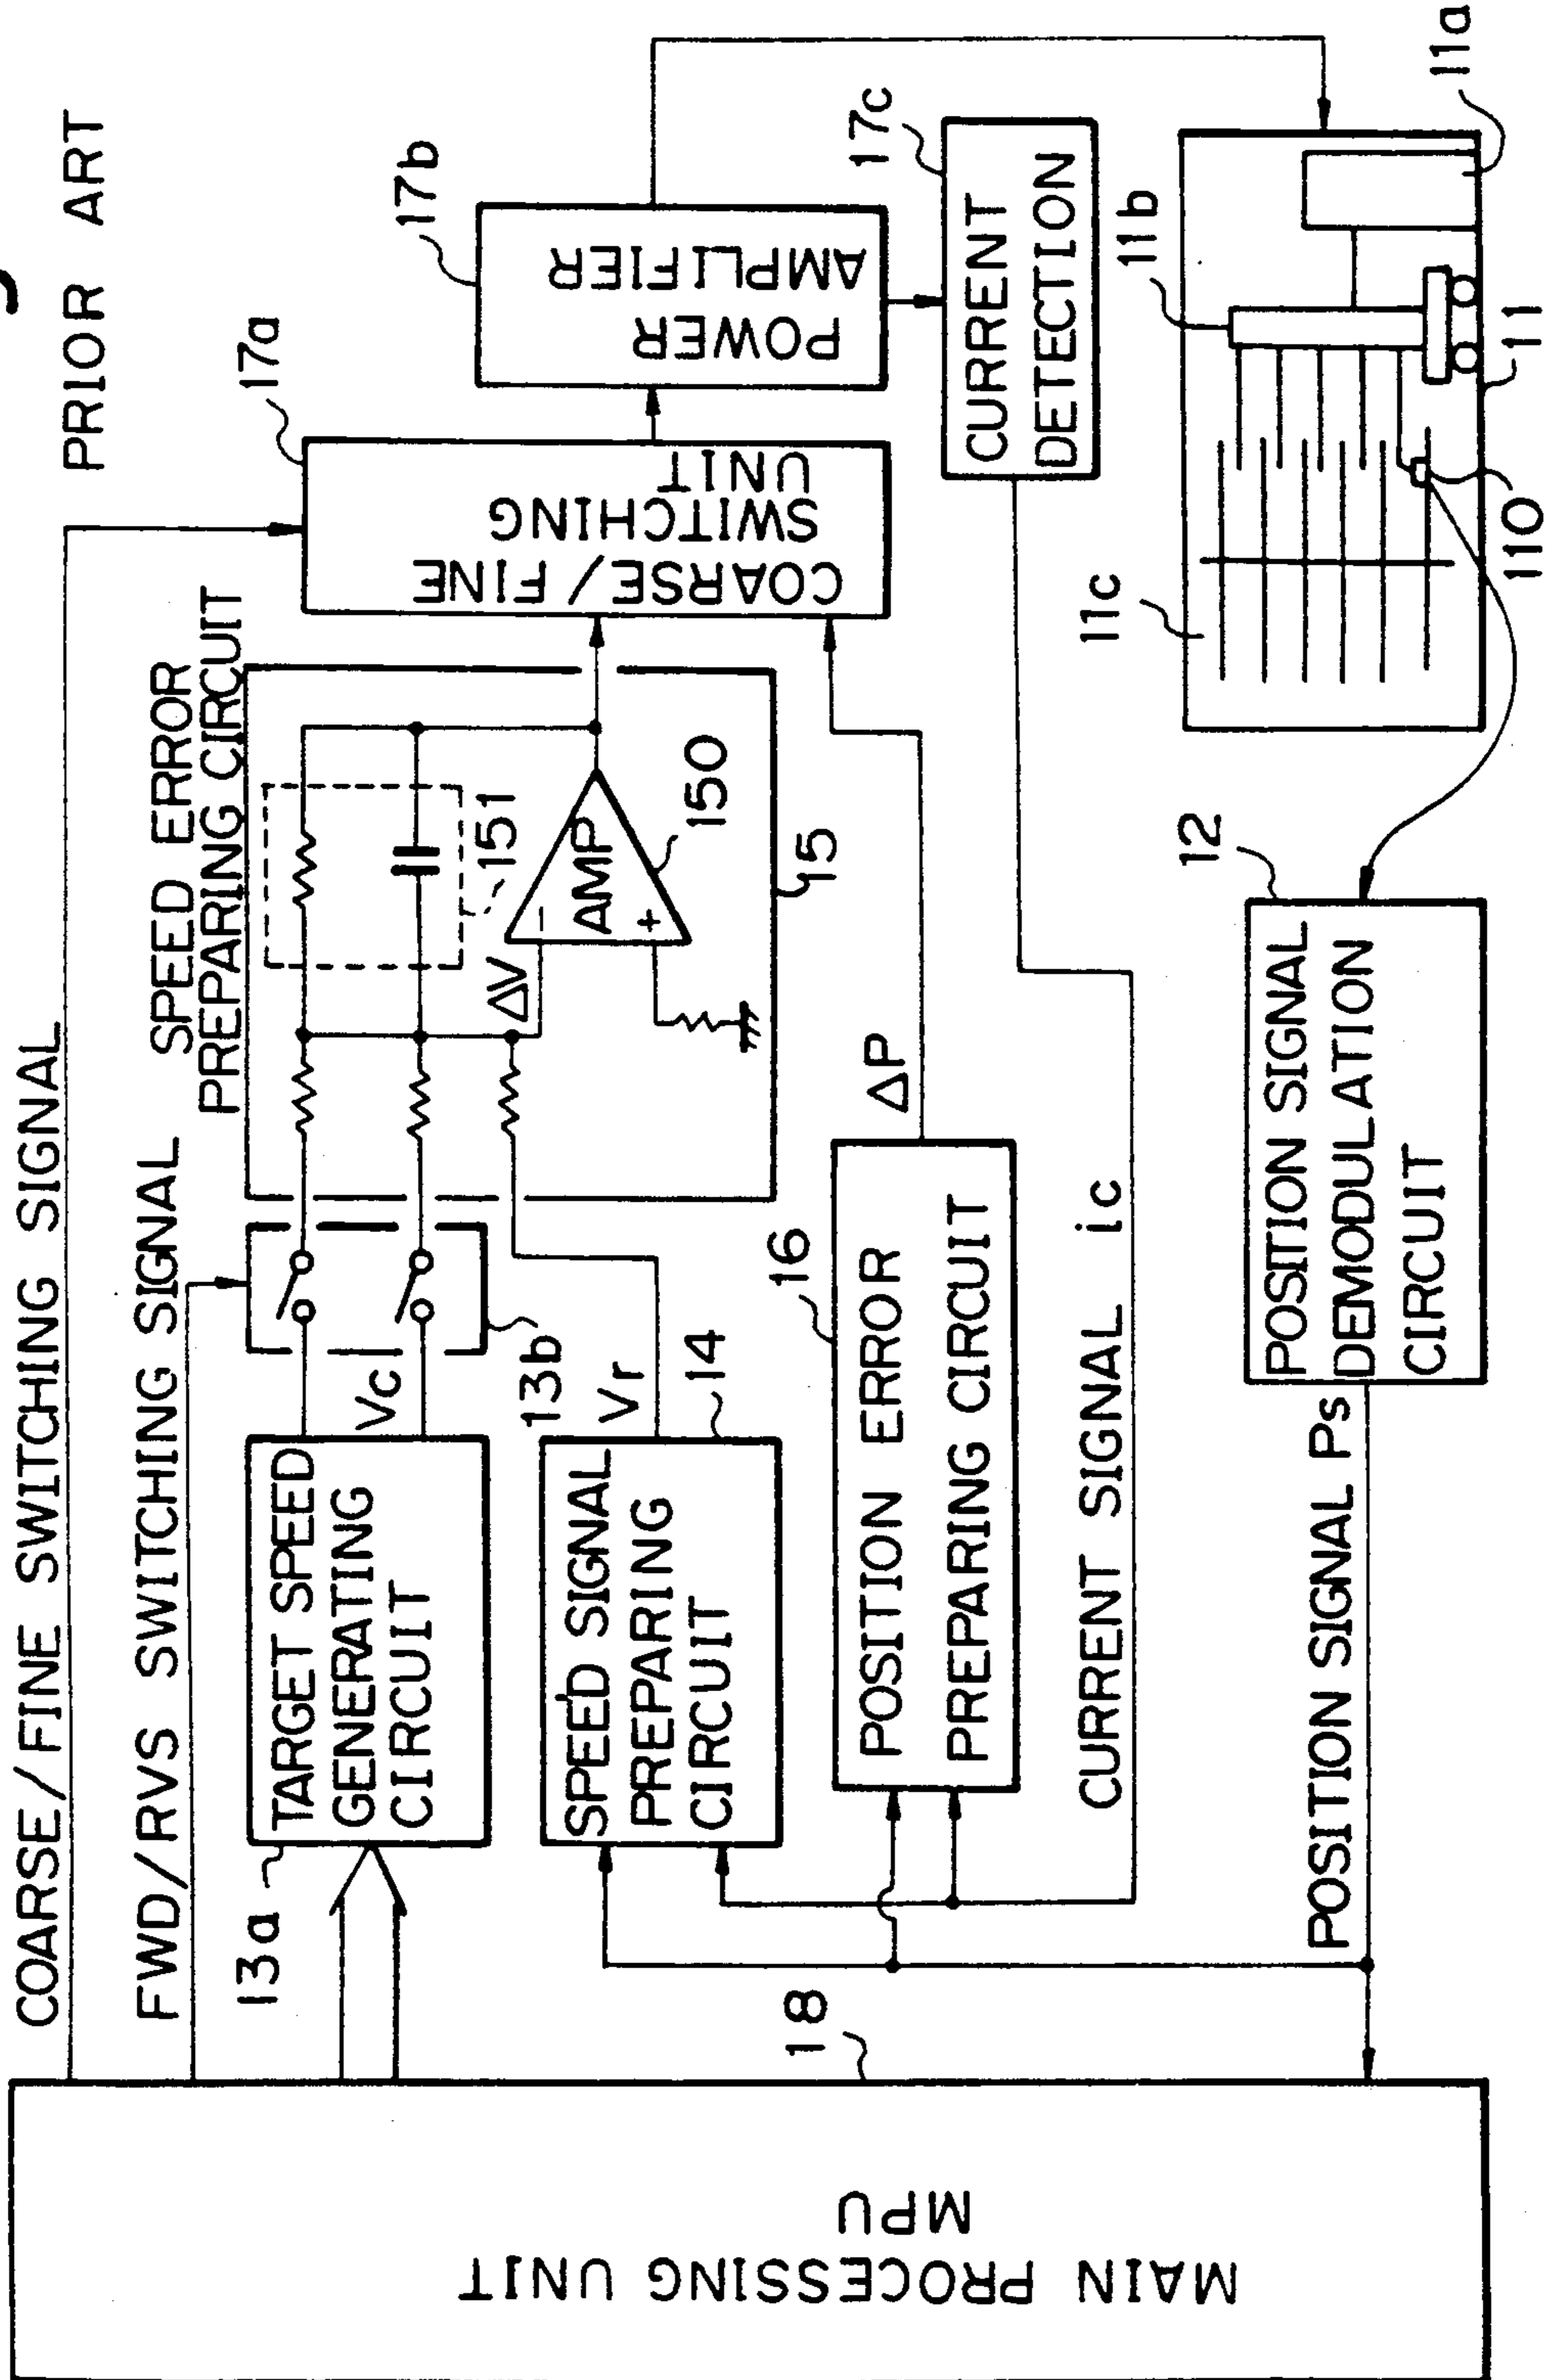 PRIOR ART
COARSE/FINE SWITCHING SIGNAL
FWD/RVS SWITCHING SIGNAL
SPEED ERROR
PREPARING CIRCUIT
13a
TARGET SPEED
GENERATING
CIRCUIT
Vc
13b
SPEED SIGNAL
PREPARING
CIRCUIT
Vr
14
ΔV
151
AMP
-
+
150
15
17a
COARSE/FINE
SWITCHING
UNIT
17b
POWER
AMPLIFIER
17c
CURRENT
DETECTION
16
POSITION ERROR
PREPARING CIRCUIT
ΔP
CURRENT SIGNAL ic
18
MAIN PROCESSING UNIT
MPU
POSITION SIGNAL Ps
12
POSITION SIGNAL
DEMODULATION
CIRCUIT
11c
11b
11a
110
11